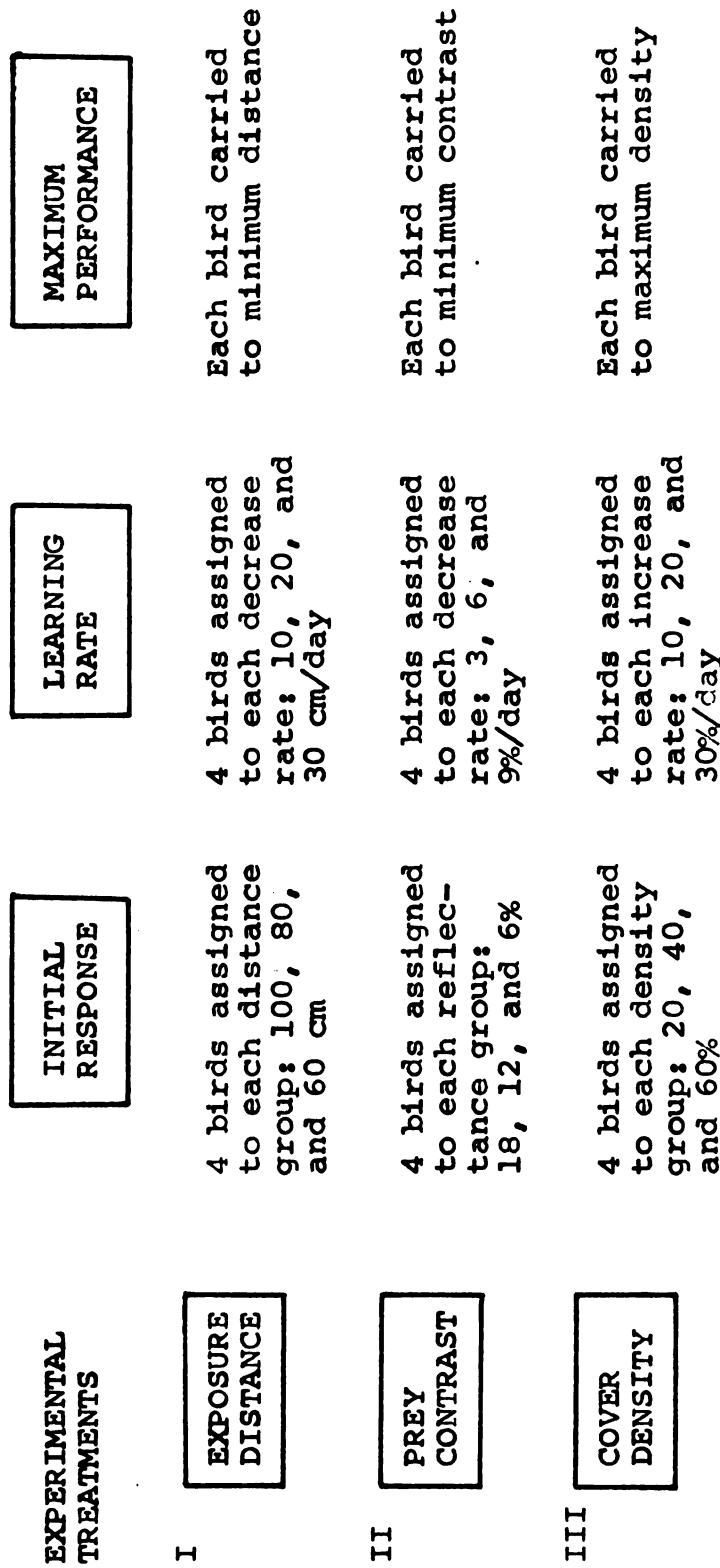 EXPERIMENTAL
TREATMENTS
INITIAL
RESPONSE
LEARNING
RATE
MAXIMUM
PERFORMANCE
I
EXPOSURE
DISTANCE
4 birds assigned
to each distance
group: 100, 80,
and 60 cm
4 birds assigned
to each decrease
rate: 10, 20, and
30 cm/day
Each bird carried
to minimum distance
II
PREY
CONTRAST
4 birds assigned
to each reflec-
tance group:
18, 12, and 6%
4 birds assigned
to each decrease
rate: 3, 6, and
9%/day
Each bird carried
to minimum contrast
III
COVER
DENSITY
4 birds assigned
to each density
group: 20, 40,
and 60%
4 birds assigned
to each increase
rate: 10, 20, and
30%/day
Each bird carried
to maximum density